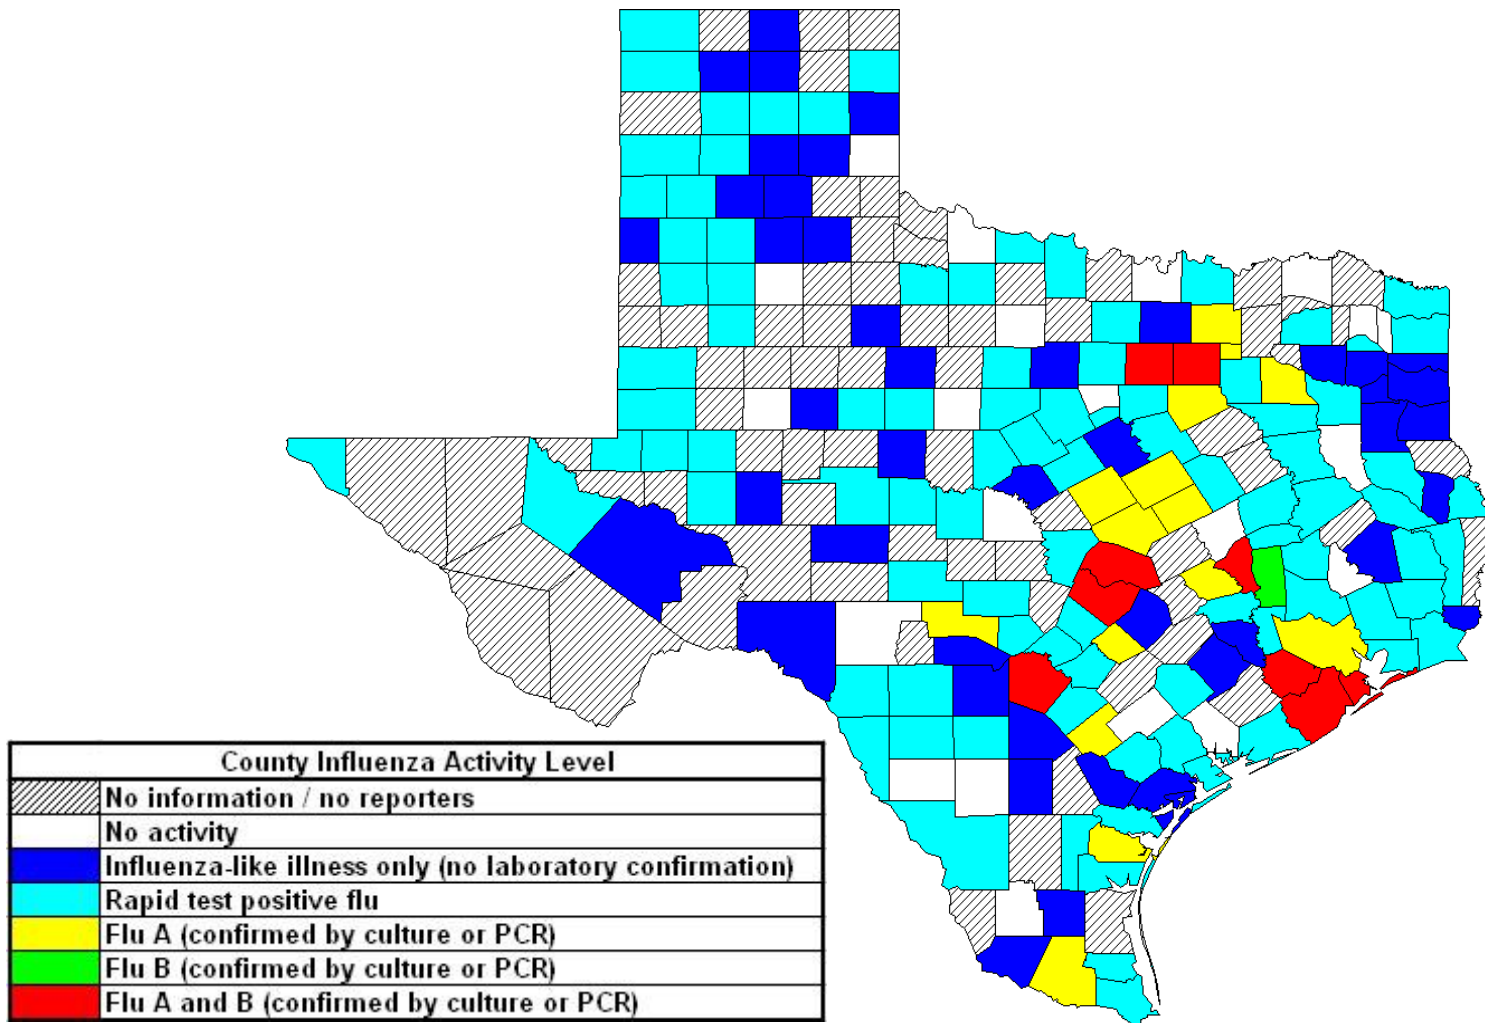 County Influenza Activity Level
No information / no reporters
No activity
Influenza-like illness only (no laboratory confirmation)
Rapid test positive flu
Flu A (confirmed by culture or PCR)
Flu B (confirmed by culture or PCR)
Flu A and B (confirmed by culture or PCR)